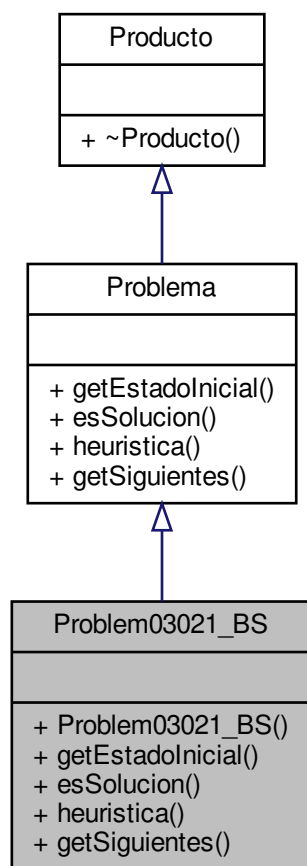 Producto
+ ~Producto()
Problema
+ getEstadoInicial()
+ esSolucion()
+ heuristica()
+ getSiguientes()
Problem03021_BS
+ Problem03021_BS()
+ getEstadoInicial()
+ esSolucion()
+ heuristica()
+ getSiguientes()